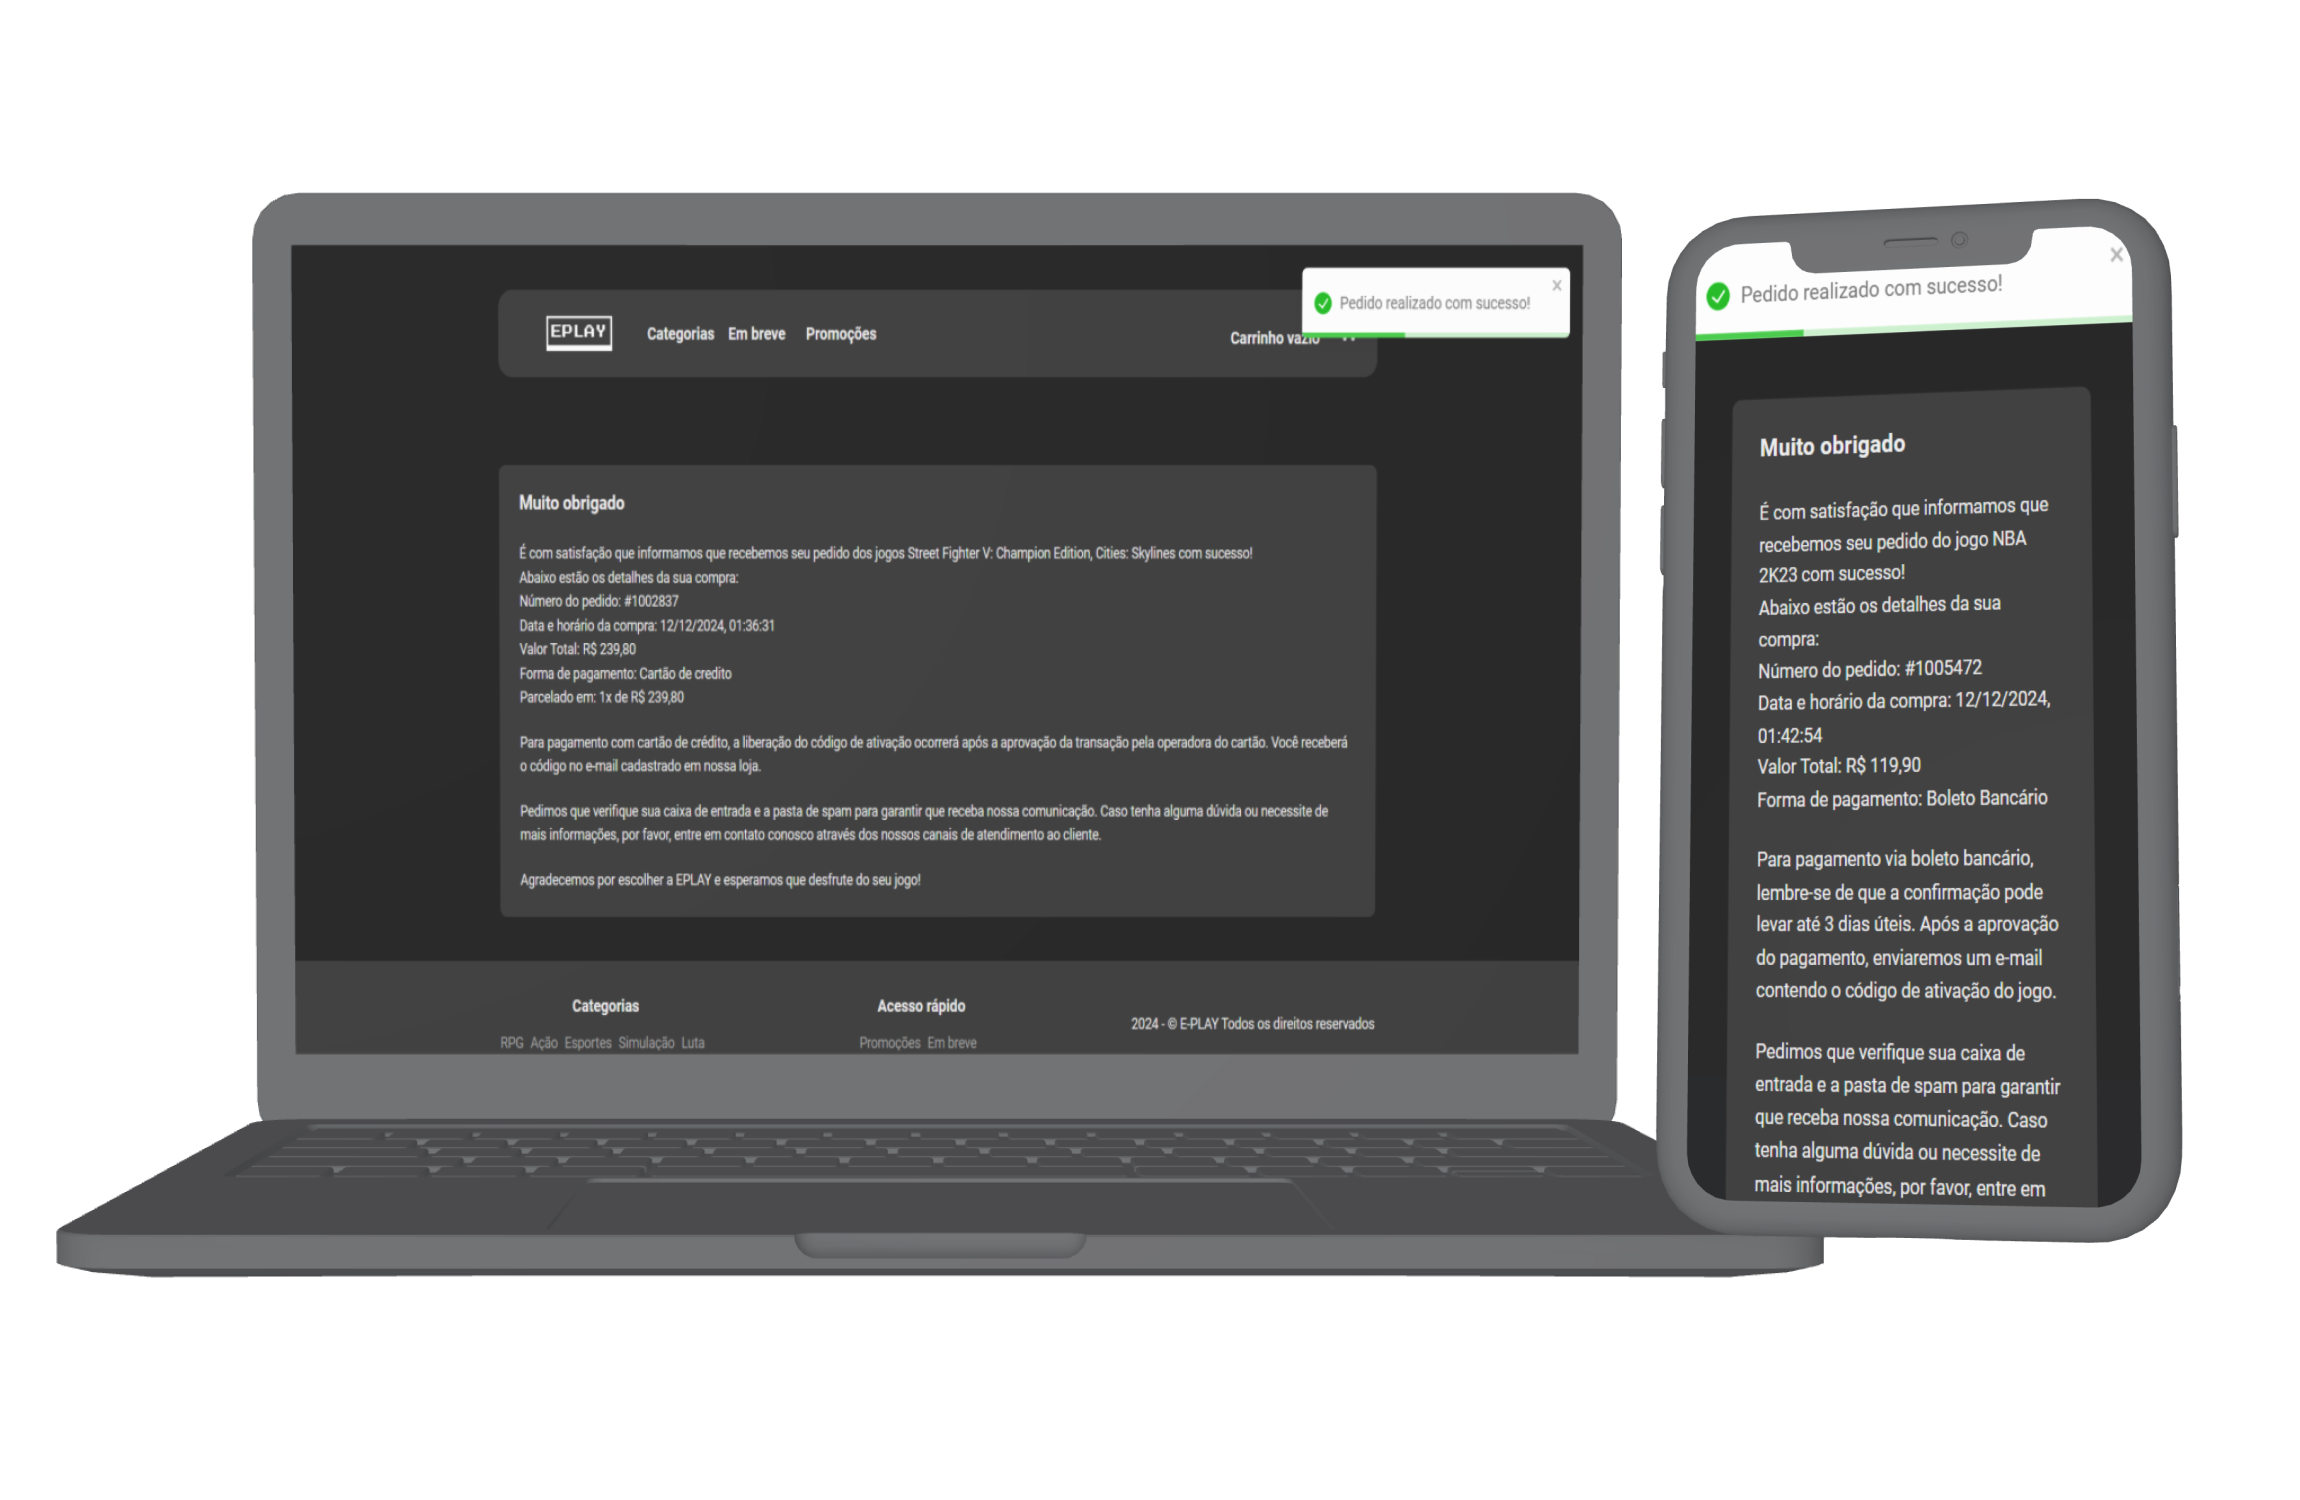 EPLAY
Categorias Em breve Promoções
Carrinho vazio
Pedido realizado com sucesso!
Muito obrigado
É com satisfação que informamos que recebemos seu pedido dos jogos Street Fighter V: Champion Edition, Cities: Skylines com sucesso!
Abaixo estão os detalhes da sua compra:
Número do pedido: #1002837
Data e horário da compra: 12/12/2024, 01:36:31
Valor Total: R$ 239,80
Forma de pagamento: Cartão de credito
Parcelado em: 1x de R$ 239,80
Para pagamento com cartão de crédito, a liberação do código de ativação ocorrerá após a aprovação da transação pela operadora do cartão. Você receberá
o código no e-mail cadastrado em nossa loja.
Pedimos que verifique sua caixa de entrada e a pasta de spam para garantir que receba nossa comunicação. Caso tenha alguma dúvida ou necessite de
mais informações, por favor, entre em contato conosco através dos nossos canais de atendimento ao cliente.
Agradecemos por escolher a EPLAY e esperamos que desfrute do seu jogo!
Categorias
RPG Ação Esportes Simulação Luta
Acesso rápido
Promoções Em breve
2024 - © E-PLAY Todos os direitos reservados
Pedido realizado com sucesso!
Muito obrigado
É com satisfação que informamos que
recebemos seu pedido do jogo NBA
2K23 com sucesso!
Abaixo estão os detalhes da sua
compra:
Número do pedido: #1005472
Data e horário da compra: 12/12/2024,
01:42:54
Valor Total: R$ 119,90
Forma de pagamento: Boleto Bancário
Para pagamento via boleto bancário,
lembre-se de que a confirmação pode
levar até 3 dias úteis. Após a aprovação
do pagamento, enviaremos um e-mail
contendo o código de ativação do jogo.
Pedimos que verifique sua caixa de
entrada e a pasta de spam para garantir
que receba nossa comunicação. Caso
tenha alguma dúvida ou necessite de
mais informações, por favor, entre em